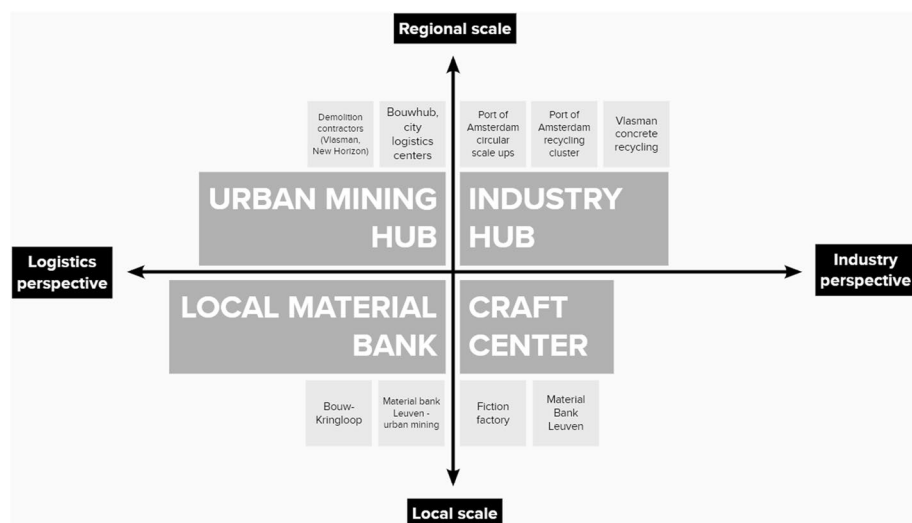 Regional scale
Demolition
contractors
(Vlasman,
New Horizon)
Bouwhub,
city
logistics
centers
Port of
Amsterdam
circular
scale ups
Port of
Amsterdam
recycling
cluster
Vlasman
concrete
recycling
URBAN MINING
HUB
INDUSTRY
HUB
Logistics
perspective
Industry
perspective
LOCAL MATERIAL
BANK
CRAFT
CENTER
Bouw-
Kringloop
Material bank
Leuven -
urban mining
Fiction
factory
Material
Bank
Leuven
Local scale